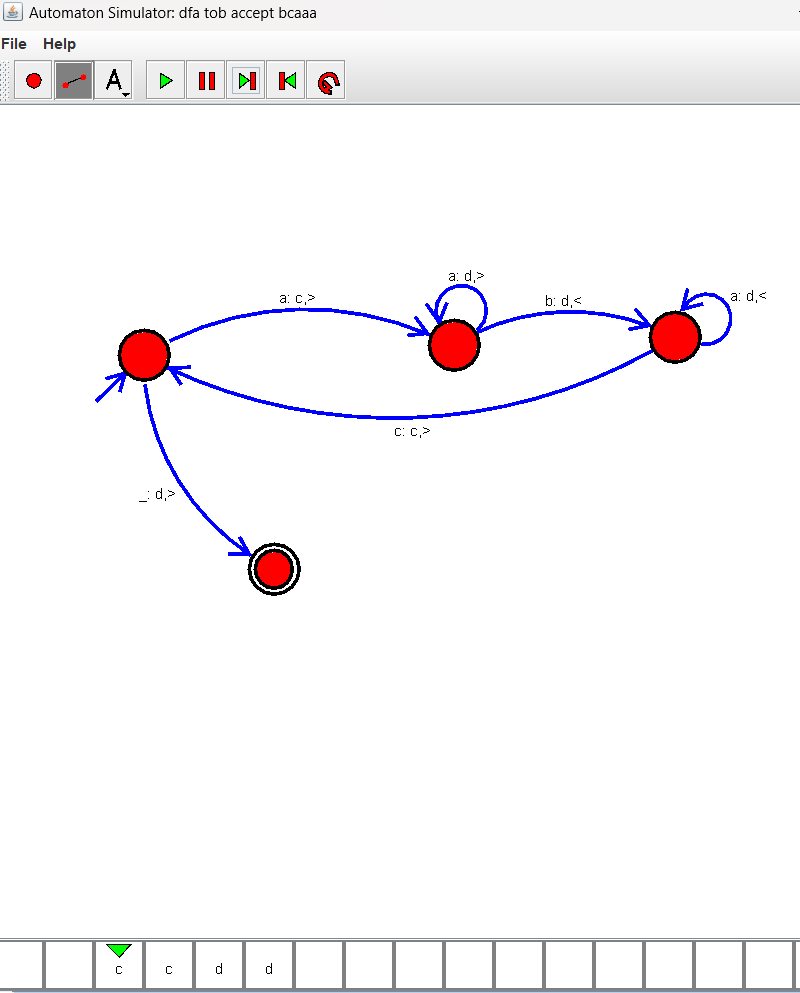 Automaton Simulator: dfa tob accept bcaaa
File Help
A
a: d,>
a: c,>
b: d,<
a: d,<
c: c,>
_: d,>
c c d d